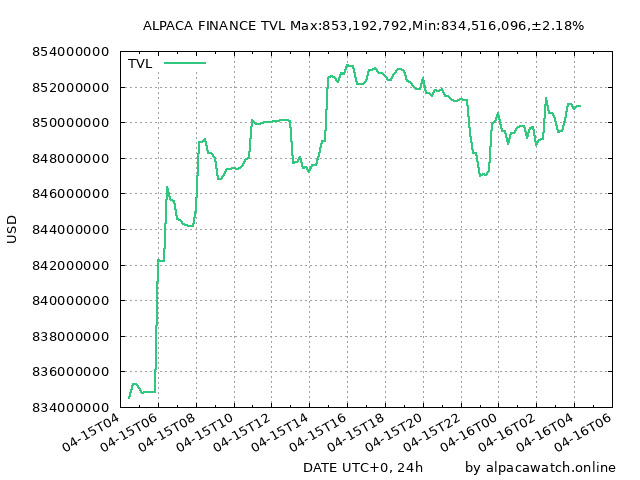 ALPACA FINANCE TVL Max:853,192,792,Min:834,516,096,±2.18%
TVL
854000000
852000000
850000000
848000000
846000000
844000000
842000000
840000000
838000000
836000000
834000000
USD
04-15T04
04-15T06
04-15T08
04-15T10
04-15T12
04-15T14
04-15T16
04-15T18
04-15T20
04-15T22
04-16T00
04-16T02
04-16T04
04-16T06
DATE UTC+0, 24h
by alpacawatch.online